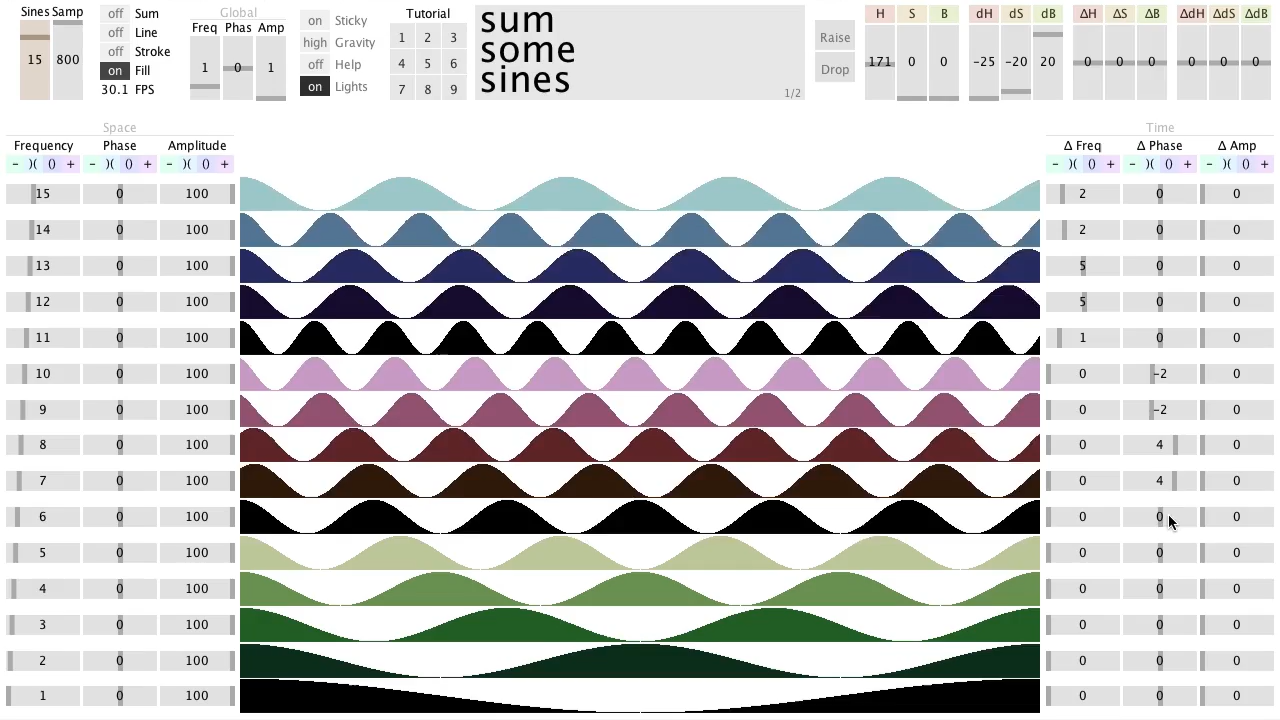 Sines Samp
15 800
off Sum
off Line
off Stroke
on Fill
30.1 FPS
Global
Freq Phas Amp
1 0 1
on Sticky
high Gravity
off Help
on Lights
Tutorial
1 2 3
4 5 6
7 8 9
sum
some
sines
1/2
Raise
Drop
H S B
171 0 0
dH dS dB
-25 -20 20
ΔH ΔS ΔB
0 0 0
ΔdH ΔdS ΔdB
0 0 0
Space
Frequency Phase Amplitude
- )( () + - )( () + - )( () +
Time
Δ Freq Δ Phase Δ Amp
- )( () + - )( () + - )( () +
15 0 100 2 0 0
14 0 100 2 0 0
13 0 100 5 0 0
12 0 100 5 0 0
11 0 100 1 0 0
10 0 100 0 -2 0
9 0 100 0 -2 0
8 0 100 0 4 0
7 0 100 0 4 0
6 0 100 0 0 0
5 0 100 0 0 0
4 0 100 0 0 0
3 0 100 0 0 0
2 0 100 0 0 0
1 0 100 0 0 0